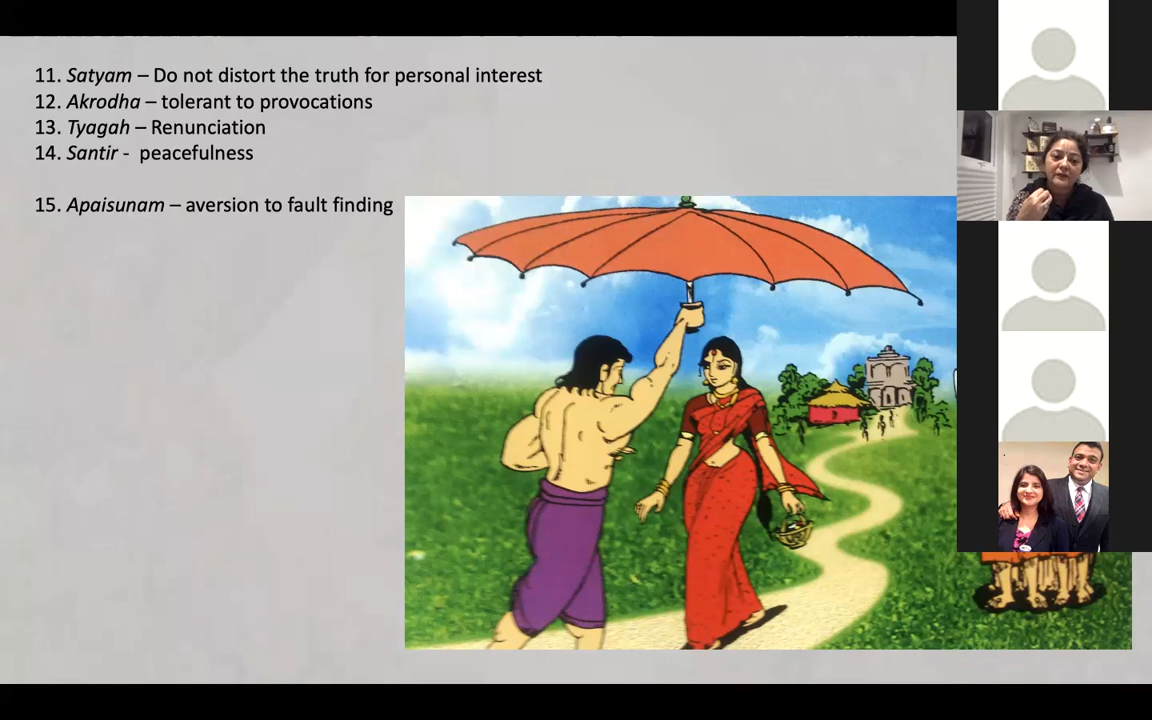 11. Satyam – Do not distort the truth for personal interest
12. Akrodha – tolerant to provocations
13. Tyagah – Renunciation
14. Santir - peacefulness
15. Apaisunam – aversion to fault finding